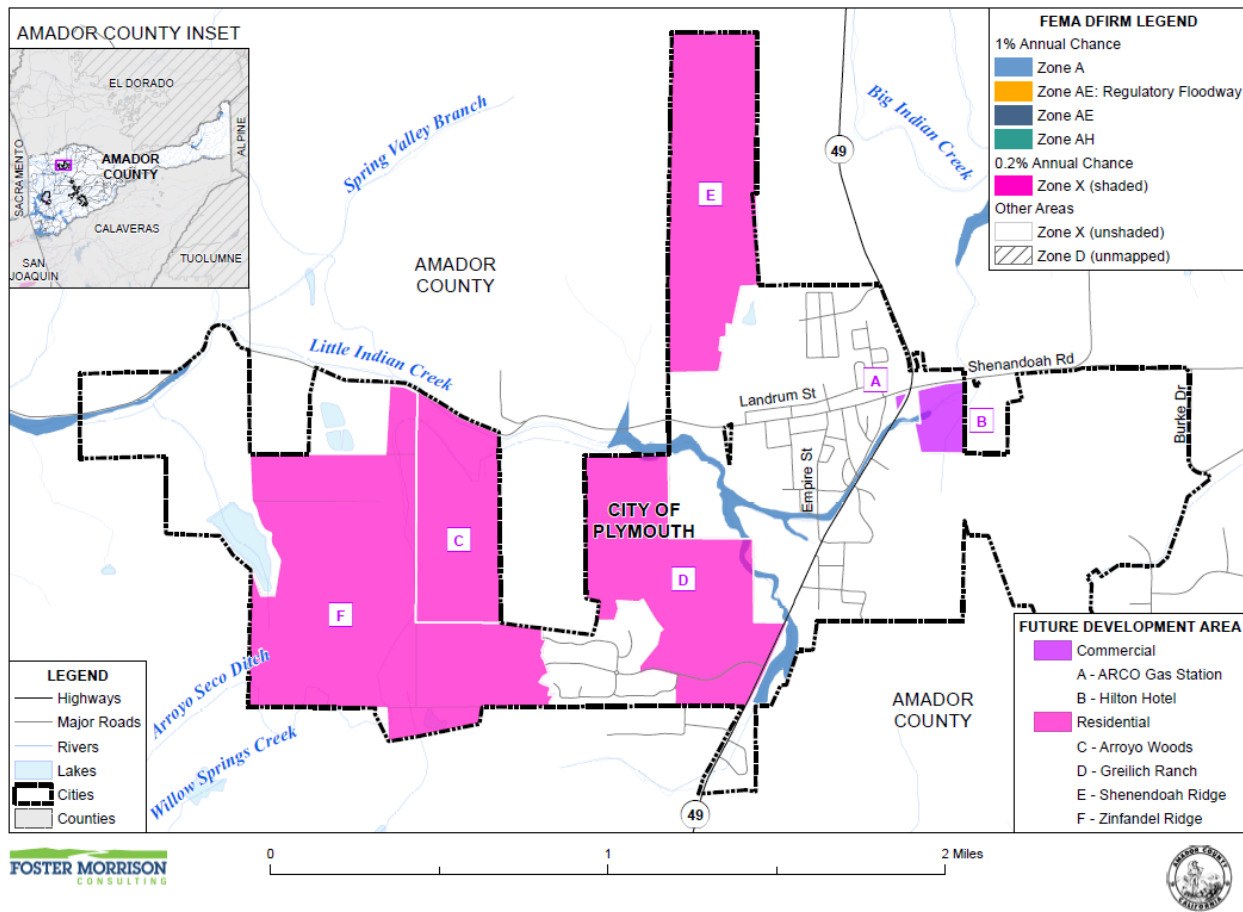 AMADOR COUNTY INSET
EL DORADO
ALPINE
SACRAMENTO
AMADOR
COUNTY
CALAVERAS
SAN
JOAQUIN
TUOLUMNE
Spring Valley Branch
Big Indian Creek
49
FEMA DFIRM LEGEND
1% Annual Chance
Zone A
Zone AE: Regulatory Floodway
Zone AE
Zone AH
0.2% Annual Chance
Zone X (shaded)
Other Areas
Zone X (unshaded)
Zone D (unmapped)
E
AMADOR
COUNTY
Little Indian Creek
Shenandoah Rd
A
Landrum St
B
Burke Dr
Empire St
CITY OF
PLYMOUTH
C
D
F
Arroyo Seco Ditch
Willow Springs Creek
AMADOR
COUNTY
49
LEGEND
Highways
Major Roads
Rivers
Lakes
Cities
Counties
FUTURE DEVELOPMENT AREA
Commercial
A - ARCO Gas Station
B - Hilton Hotel
Residential
C - Arroyo Woods
D - Greilich Ranch
E - Shenendoah Ridge
F - Zinfandel Ridge
FOSTER MORRISON
CONSULTING
0
1
2 Miles
AMADOR COUNTY
CALIFORNIA